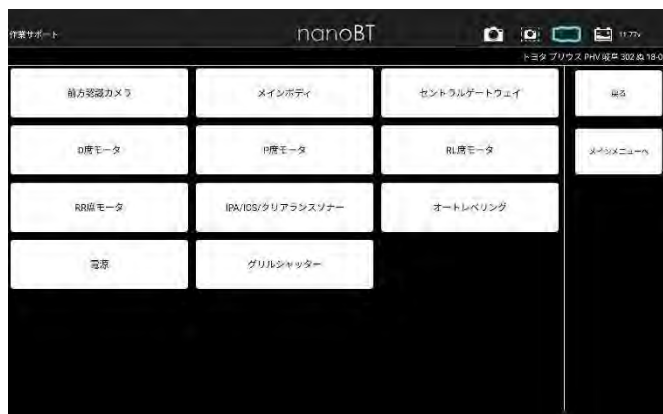 作業サポート
nanoBT
11.77v
トヨタ プリウス PHV 岐阜 302 ぬ 18-0
前方認識カメラ
メインボディ
セントラルゲートウェイ
戻る
D席モータ
P席モータ
RL席モータ
メインメニューへ
RR席モータ
IPA/ICS/クリアランスソナー
オートレベリング
電源
グリルシャッター